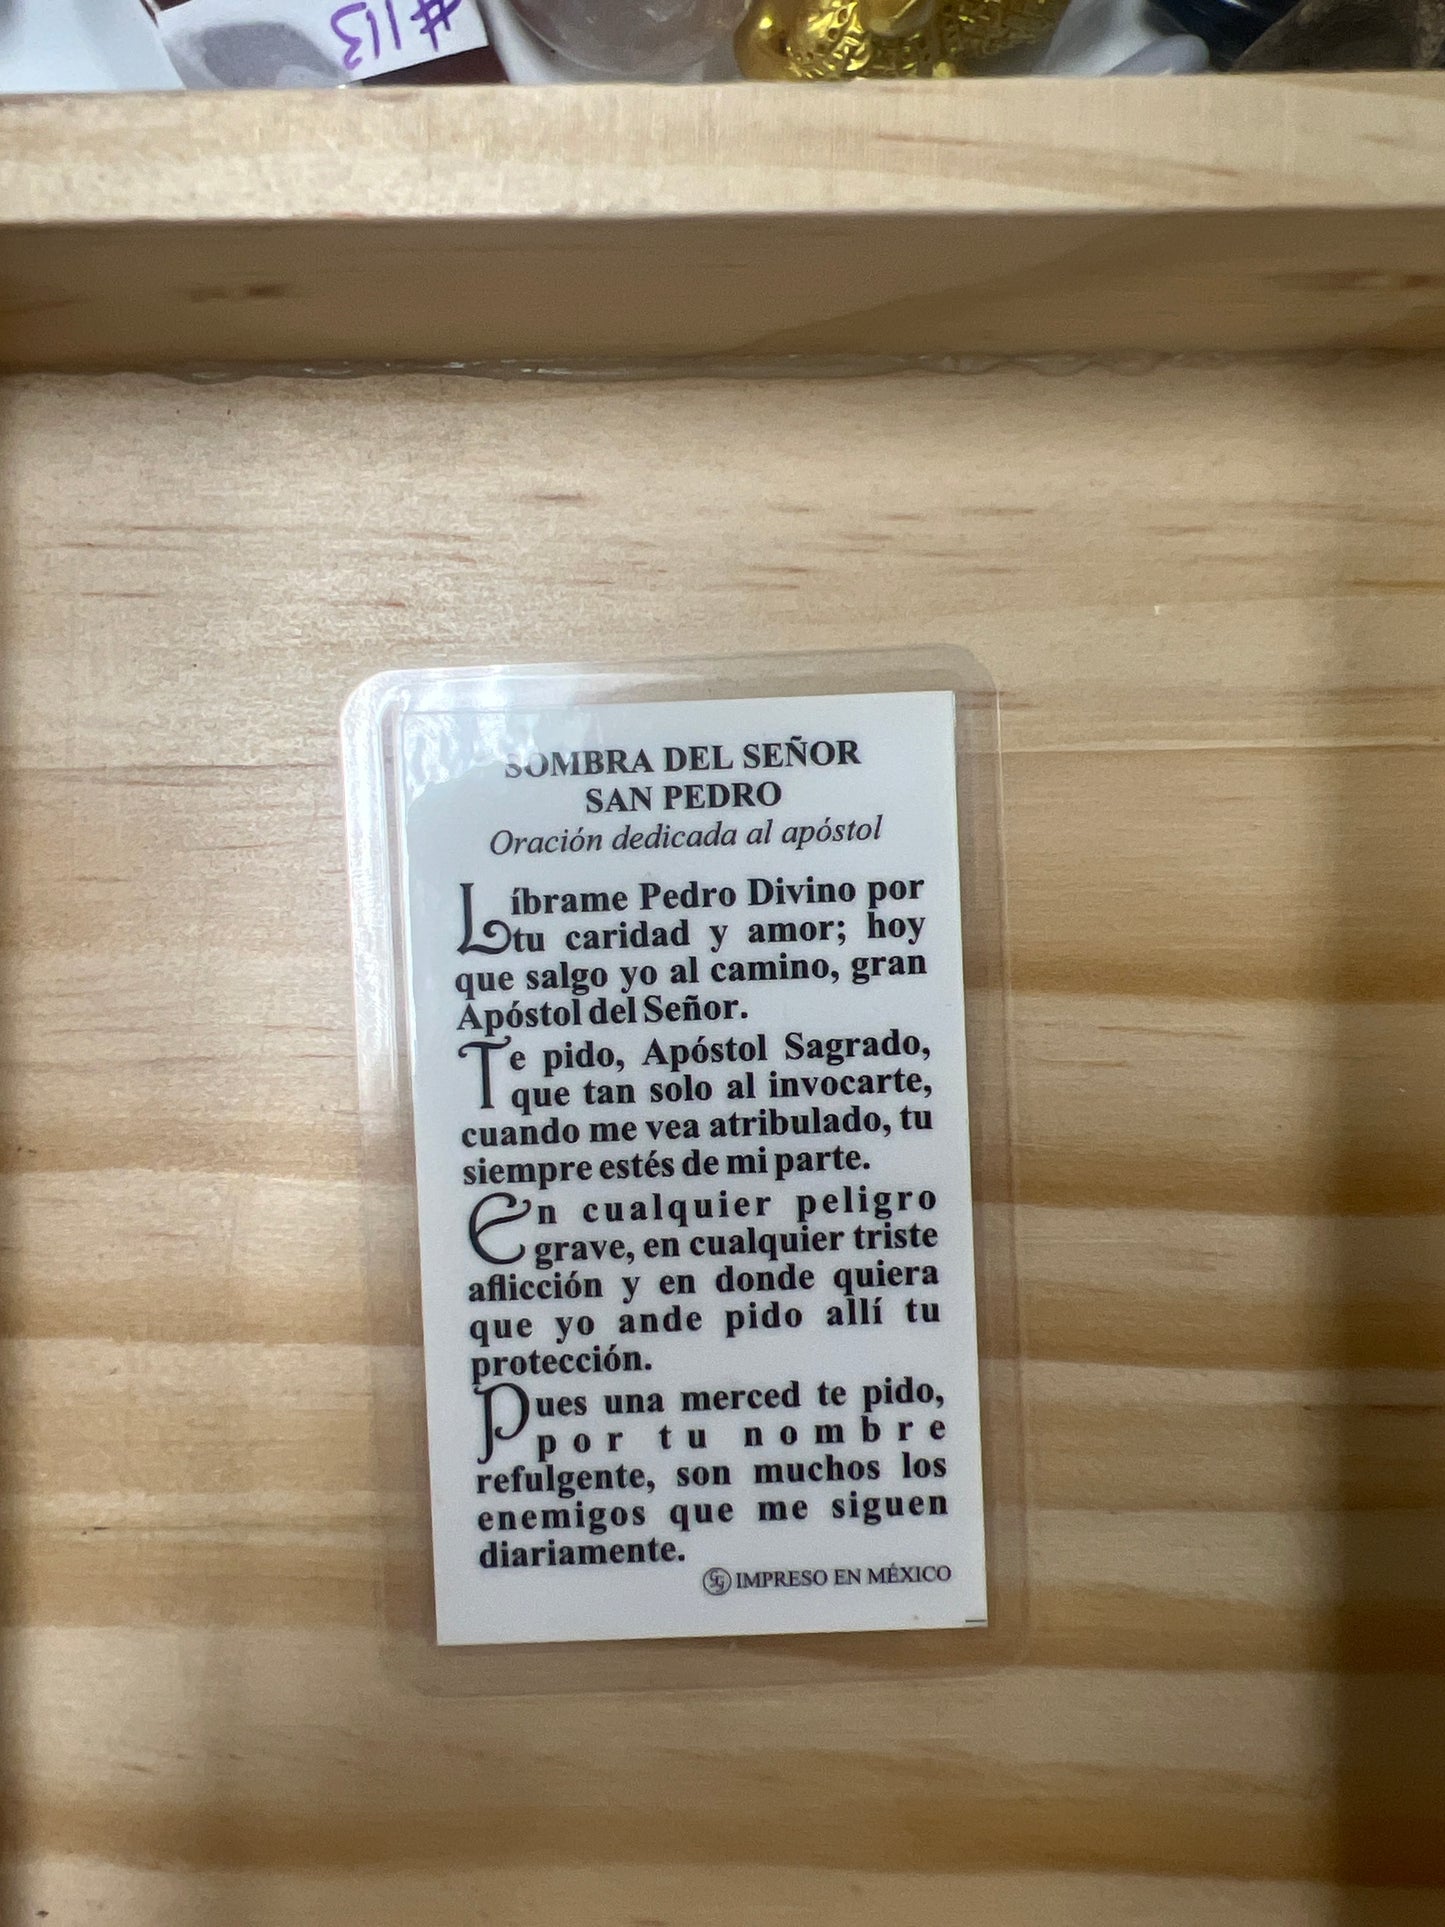 #113
SOMBRA DEL SEÑOR
SAN PEDRO
Oración dedicada al apóstol
Líbrame Pedro Divino por
tu caridad y amor; hoy
que salgo yo al camino, gran
Apóstol del Señor.
Te pido, Apóstol Sagrado,
que tan solo al invocarte,
cuando me vea atribulado, tu
siempre estés de mi parte.
En cualquier peligro
grave, en cualquier triste
aflicción y en donde quiera
que yo ande pido allí tu
protección.
Pues una merced te pido,
por tu nombre
refulgente, son muchos los
enemigos que me siguen
diariamente.
SG IMPRESO EN MÉXICO